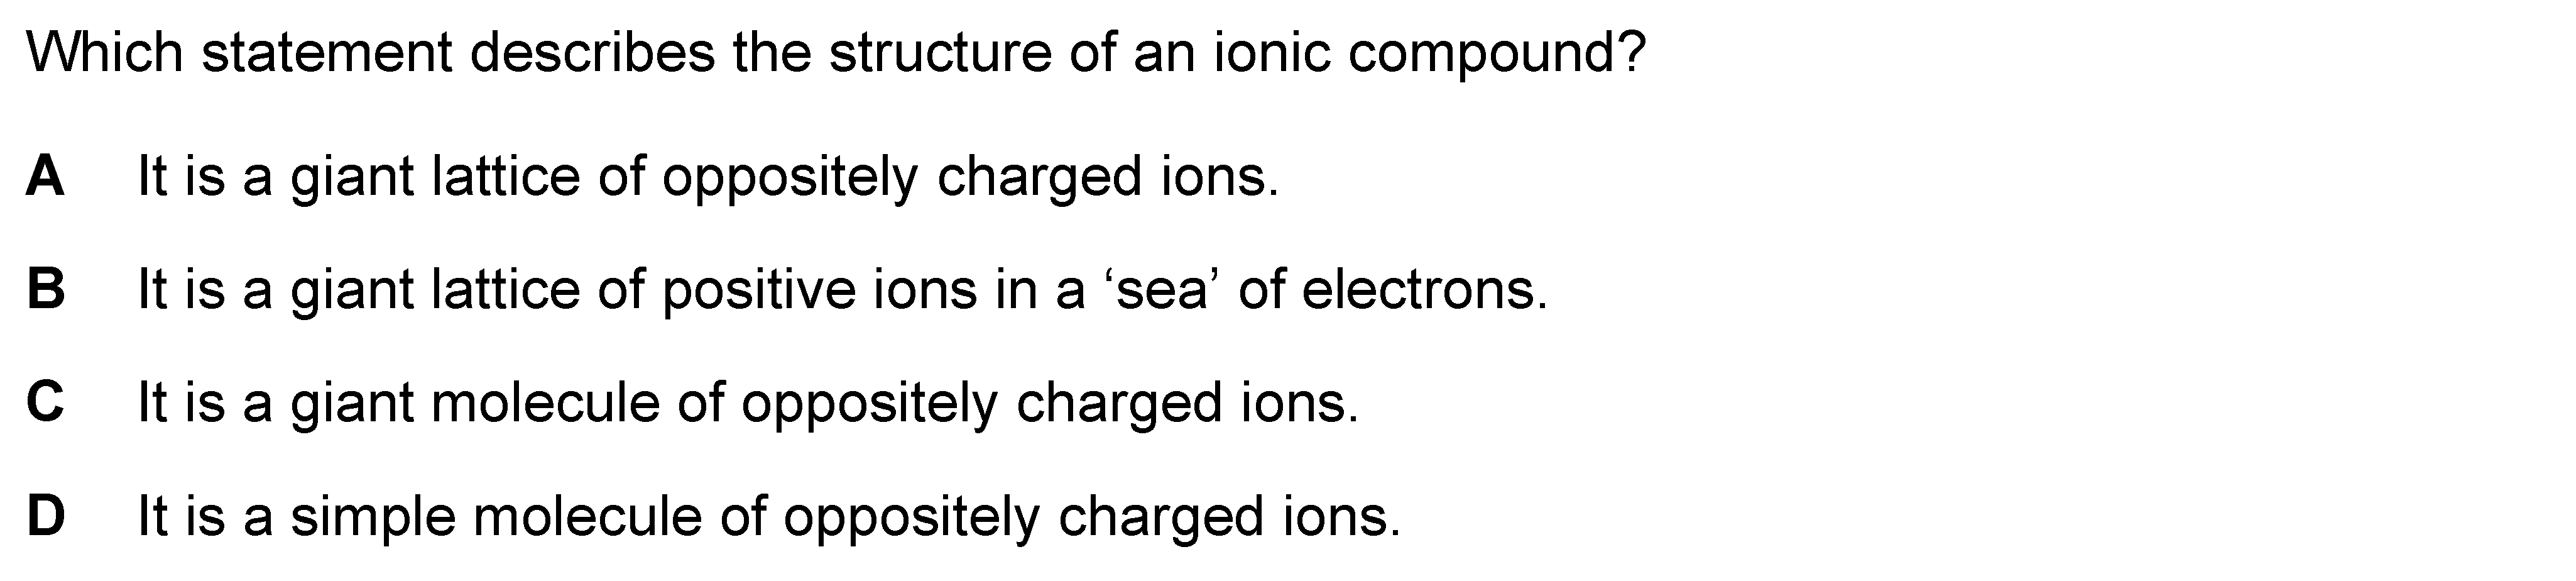 Which statement describes the structure of an ionic compound?
A It is a giant lattice of oppositely charged ions.
B It is a giant lattice of positive ions in a ‘sea’ of electrons.
C It is a giant molecule of oppositely charged ions.
D It is a simple molecule of oppositely charged ions.